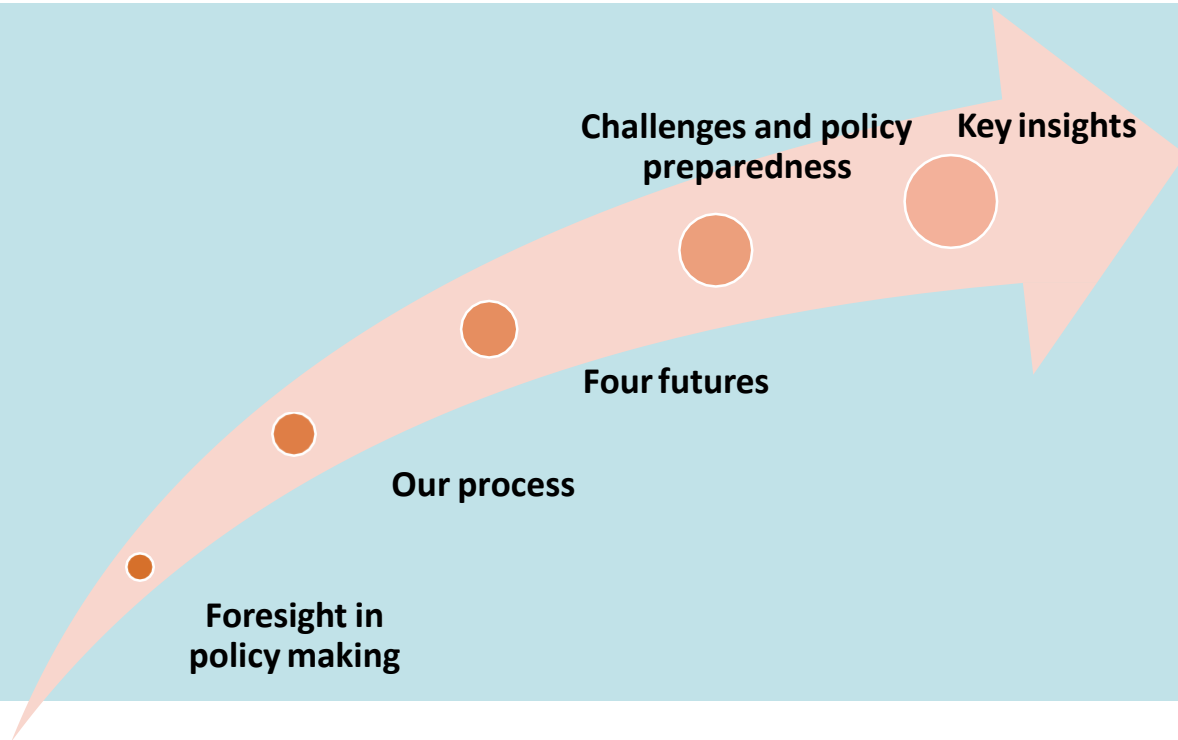 Challenges and policy
preparedness
Key insights
Four futures
Our process
Foresight in
policy making